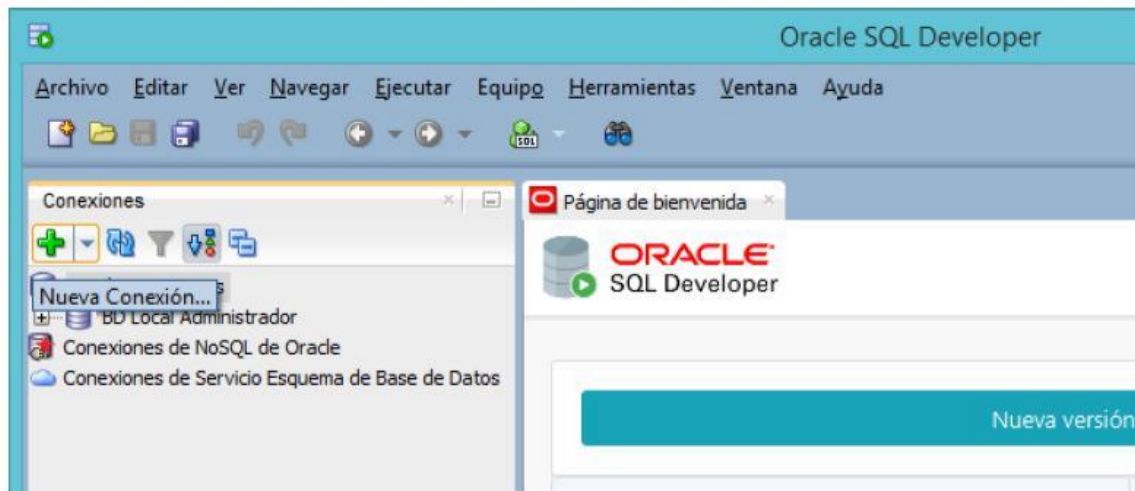 Oracle SQL Developer
Archivo Editar Ver Navegar Ejecutar Equipo Herramientas Ventana Ayuda
SQL
Conexiones
Página de bienvenida
ORACLE
SQL Developer
Nueva Conexión...
BD Local Administrador
Conexiones de NoSQL de Oracle
Conexiones de Servicio Esquema de Base de Datos
Nueva versión